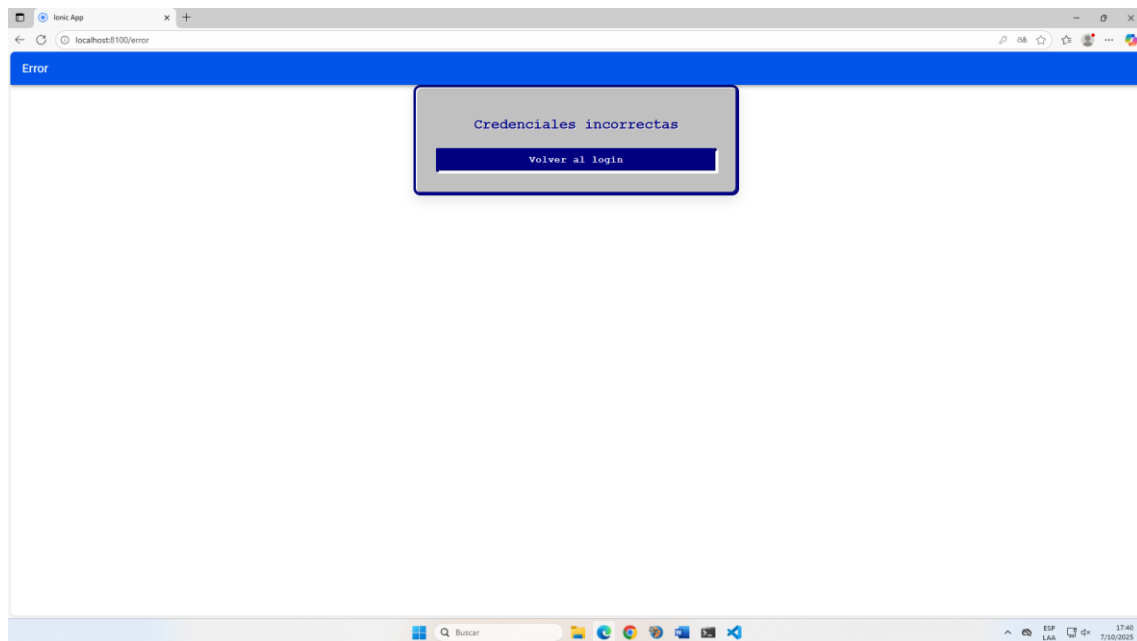 Ionic App
localhost:8100/error
Error
Credenciales incorrectas
Volver al login
Buscar
ESP
LAA
17:40
7/10/2025